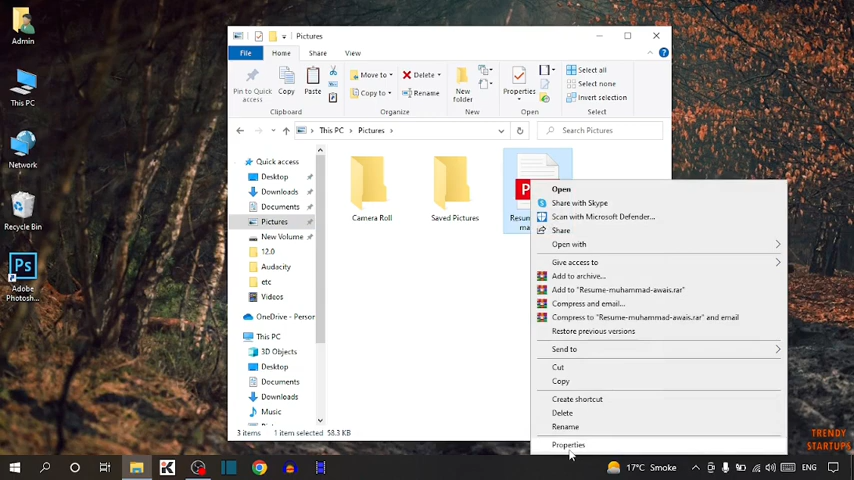 Admin
This PC
Network
Recycle Bin
Adobe
Photosh...
Pictures
File
Home
Share
View
Pin to Quick
access
Copy
Paste
Clipboard
Move to
Copy to
Delete
Rename
Organize
New
folder
New
Properties
Open
Select all
Select none
Invert selection
Select
This PC
Pictures
Search Pictures
Quick access
Desktop
Downloads
Documents
Pictures
New Volume
12.0
Audacity
etc
Videos
OneDrive - Person
This PC
3D Objects
Desktop
Documents
Downloads
Music
Camera Roll
Saved Pictures
Open
Share with Skype
Scan with Microsoft Defender...
Share
Open with
Give access to
Add to archive...
Add to "Resume-muhammad-awais.rar"
Compress and email...
Compress to "Resume-muhammad-awais.rar" and email
Restore previous versions
Send to
Cut
Copy
Create shortcut
Delete
Rename
Properties
3 items
1 item selected 58.3 KB
TRENDY
STARTUPS
17°C Smoke
ENG